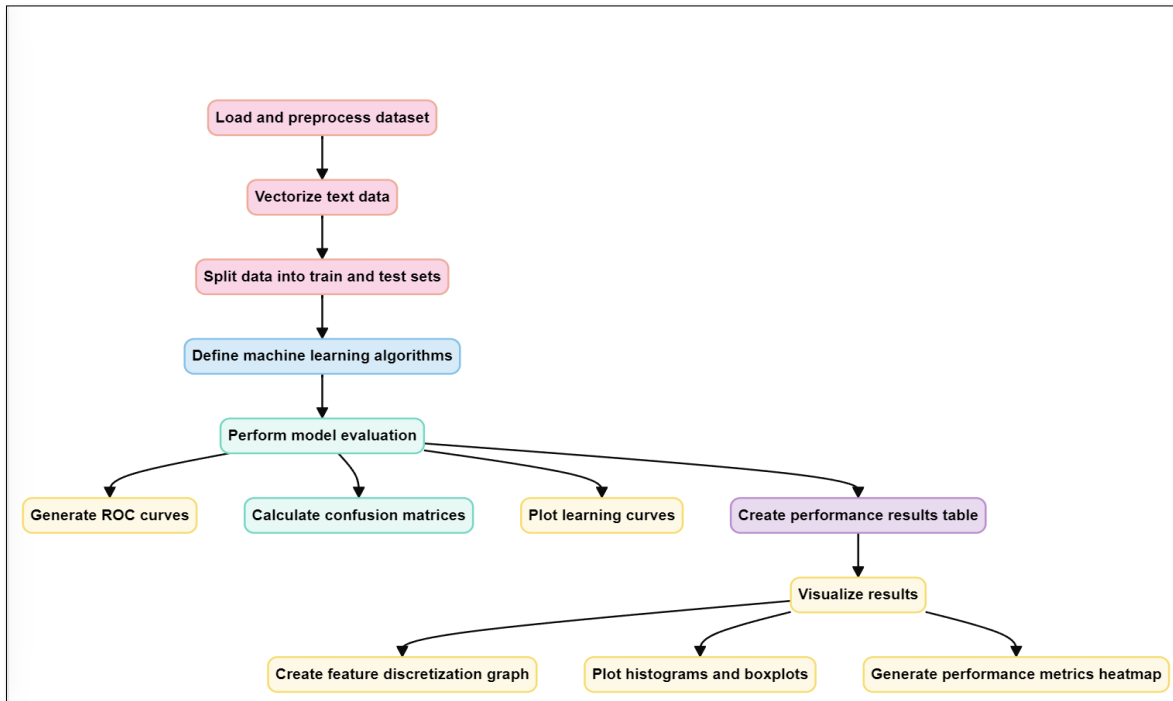 Load and preprocess dataset
Vectorize text data
Split data into train and test sets
Define machine learning algorithms
Perform model evaluation
Generate ROC curves
Calculate confusion matrices
Plot learning curves
Create performance results table
Visualize results
Create feature discretization graph
Plot histograms and boxplots
Generate performance metrics heatmap